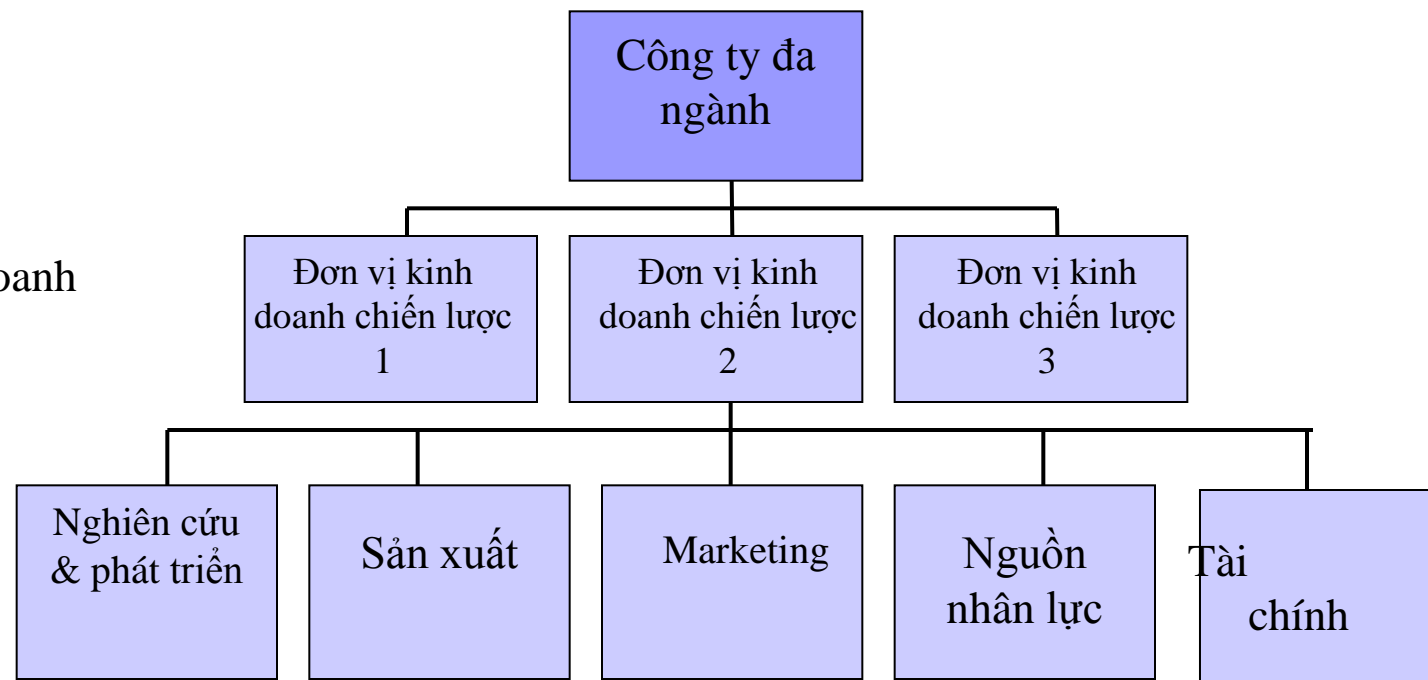 Công ty đa
ngành
oanh
Đơn vị kinh
doanh chiến lược
1
Đơn vị kinh
doanh chiến lược
2
Đơn vị kinh
doanh chiến lược
3
Nghiên cứu
& phát triển
Sản xuất
Marketing
Nguồn
nhân lực
Tài
chính